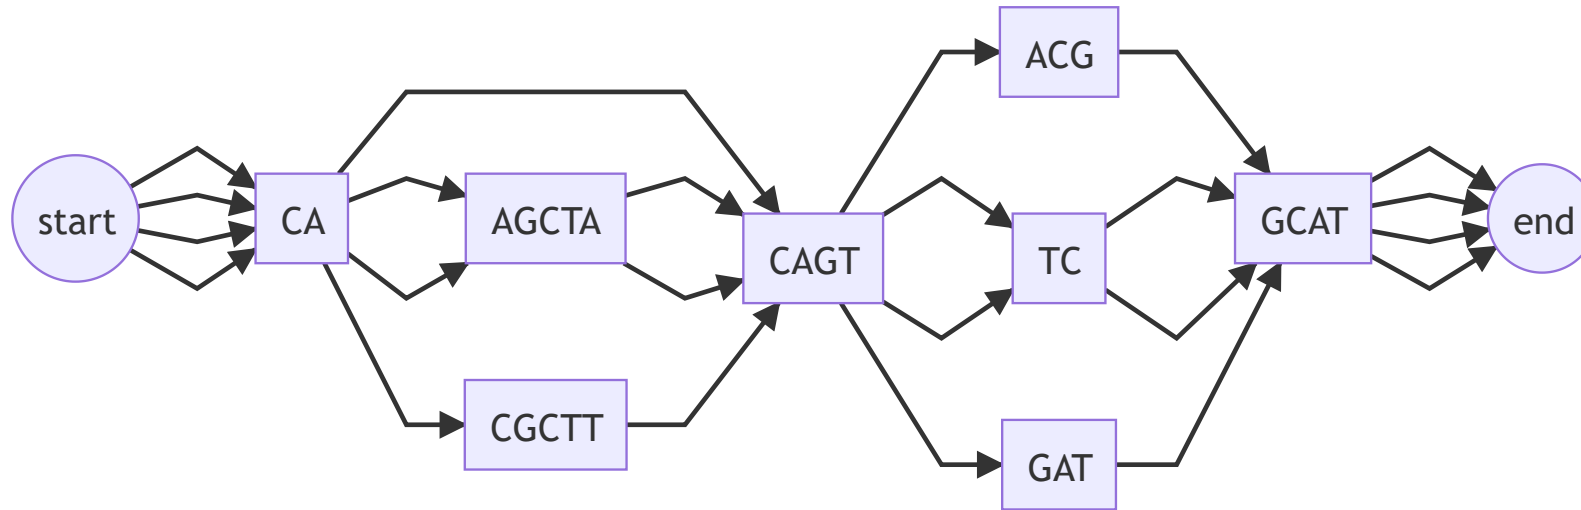 start
CA
AGCTA
CGCTT
CAGT
ACG
TC
GAT
GCAT
end